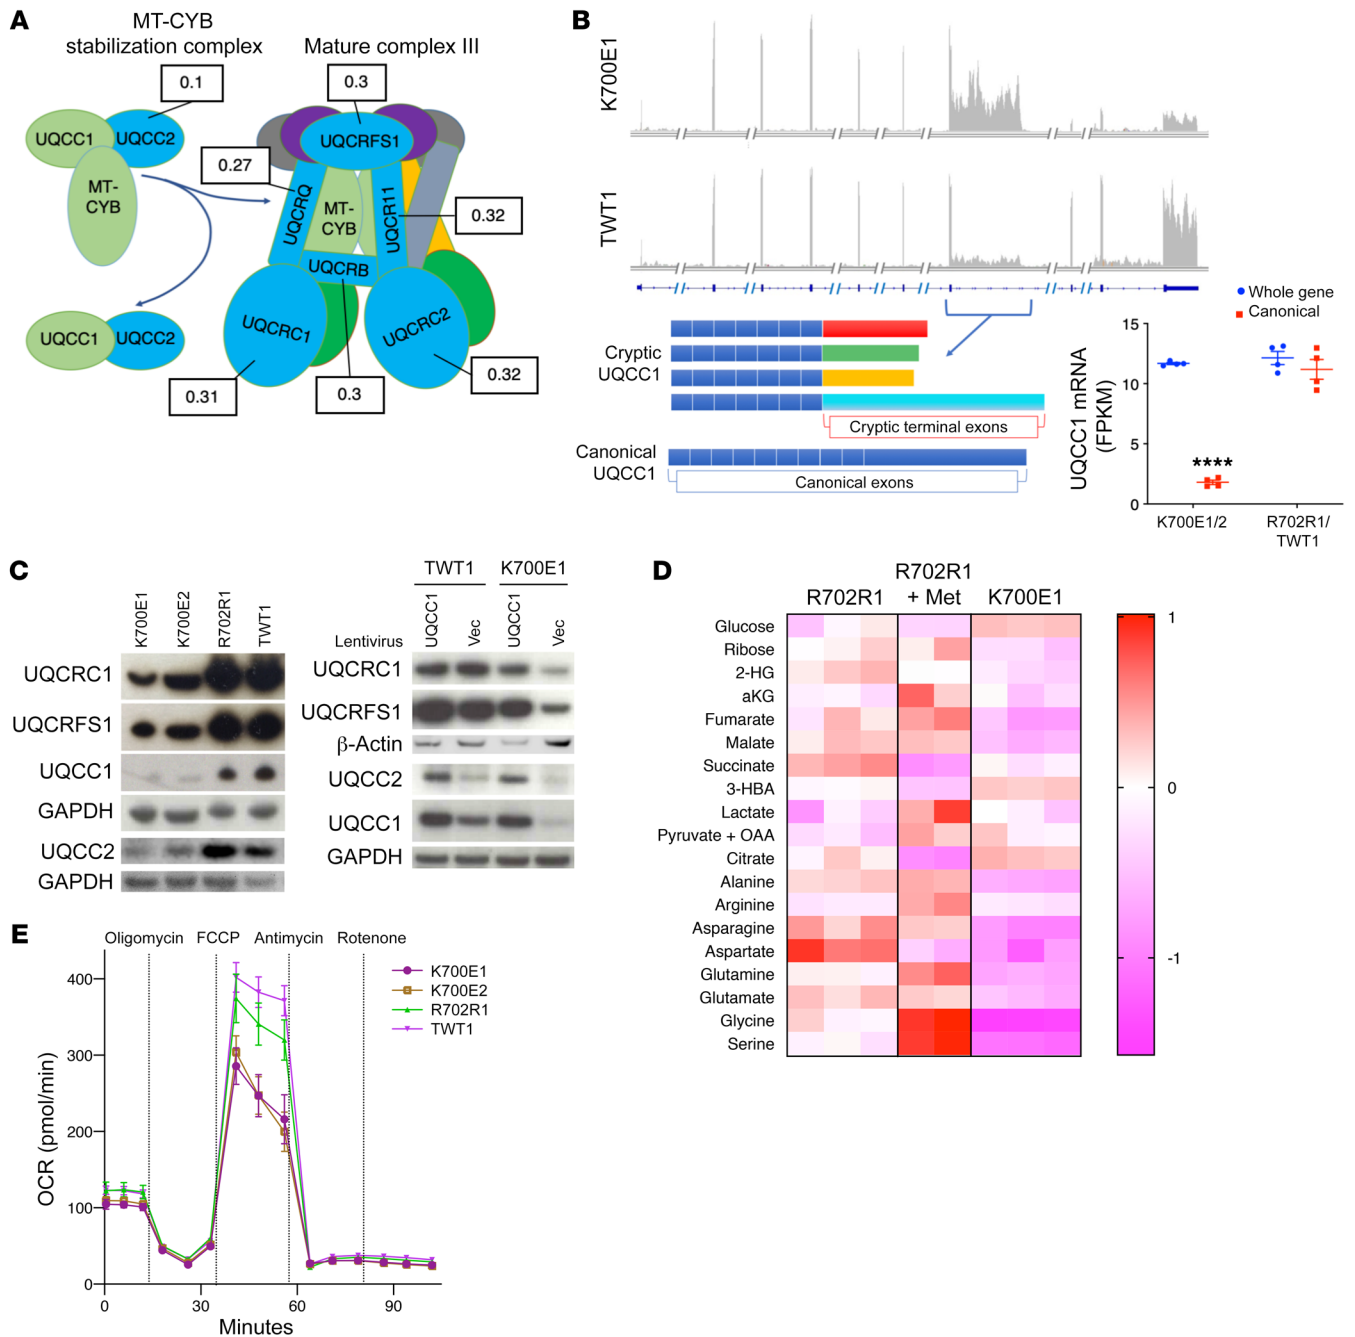 A
MT-CYB
stabilization complex
Mature complex III
0.1
0.3
UQCC1
UQCC2
MT-
CYB
0.27
UQCRFS1
UQCRQ
MT-
CYB
UQCR11
0.32
UQCRB
UQCC1
UQCC2
UQCRC1
UQCRC2
0.31
0.3
0.32
B
K700E1
TWT1
Cryptic
UQCC1
Cryptic terminal exons
Canonical
UQCC1
Canonical exons
Whole gene
Canonical
UQCC1 mRNA
(FPKM)
15
10
5
0
****
K700E1/2
R702R1/
TWT1
C
K700E1
K700E2
R702R1
TWT1
UQCRC1
UQCRFS1
UQCC1
GAPDH
UQCC2
GAPDH
TWT1
K700E1
Lentivirus
UQCC1
Vec
UQCC1
Vec
UQCRC1
UQCRFS1
β-Actin
UQCC2
UQCC1
GAPDH
D
R702R1
R702R1
+ Met
K700E1
Glucose
Ribose
2-HG
aKG
Fumarate
Malate
Succinate
3-HBA
Lactate
Pyruvate + OAA
Citrate
Alanine
Arginine
Asparagine
Aspartate
Glutamine
Glutamate
Glycine
Serine
1
0
-1
E
Oligomycin
FCCP
Antimycin
Rotenone
K700E1
K700E2
R702R1
TWT1
OCR (pmol/min)
400
300
200
100
0
0
30
60
90
Minutes